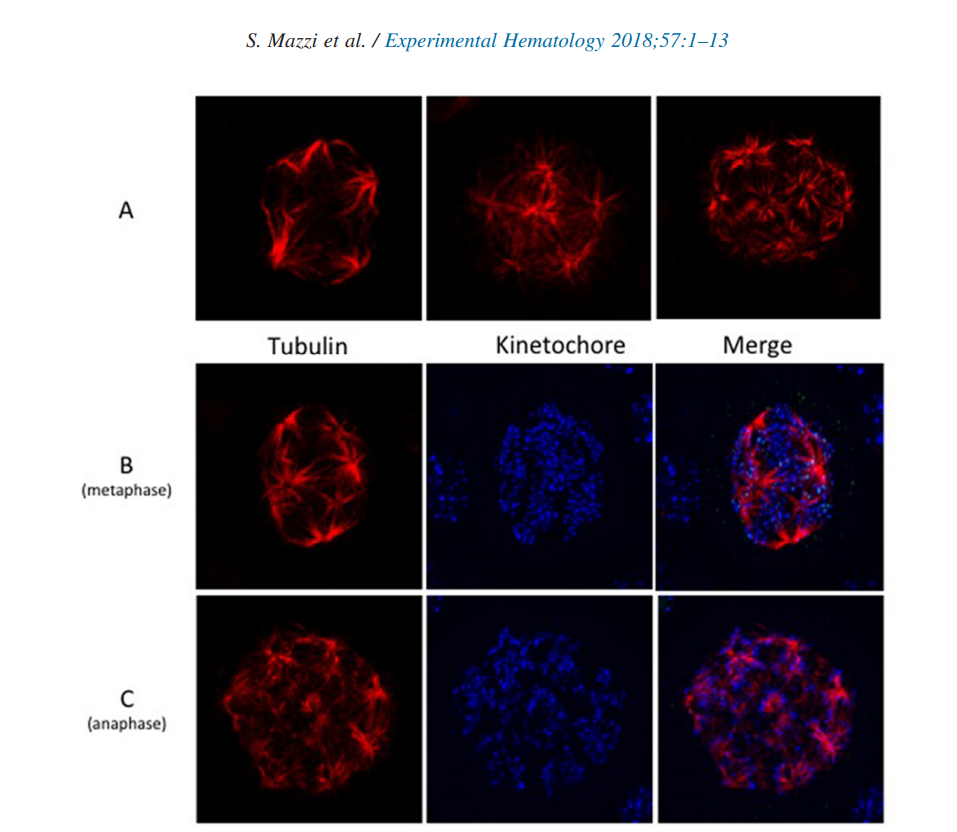 S. Mazzi et al. / Experimental Hematology 2018;57:1–13
A
Tubulin Kinetochore Merge
B
(metaphase)
C
(anaphase)